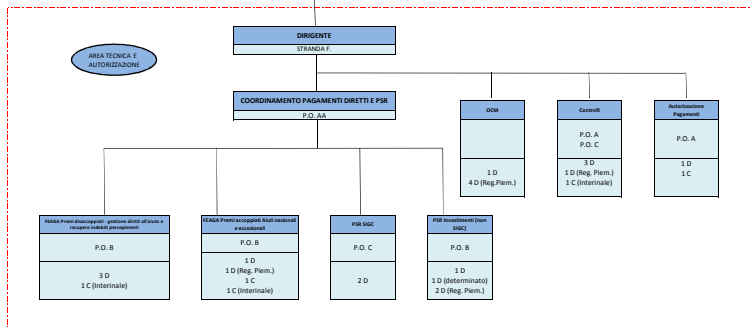 DIRIGENTE
STRANDA F.
AREA TECNICA E
AUTORIZZAZIONE
COORDINAMENTO PAGAMENTI DIRETTI E PSR
P.O. AA
OCM
1 D
4 D (Reg.Piem.)
Controlli
P.O. A
P.O. C
3 D
1 D (Reg. Piem.)
1 C (Interinale)
Autorizzazione
Pagamenti
P.O. A
1 D
1 C
FEAGA Premi disaccoppiati - gestione diritti all'aiuto e
recupero indebiti percepimenti
P.O. B
3 D
1 C (Interinale)
FEAGA Premi accoppiati Aiuti nazionali e
eccezionali
P.O. B
1 D
1 D (Reg. Piem.)
1 C
1 C (Interinale)
PSR SIGC
P.O. C
2 D
PSR Investimenti (non
SIGC)
P.O. B
1 D
1 D (determinato)
2 D (Reg. Piem.)